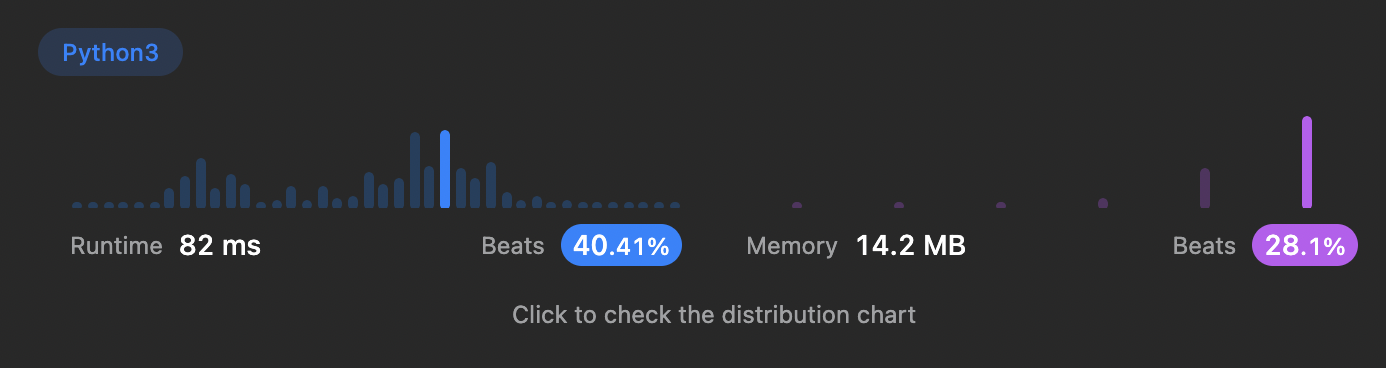 Python3
Runtime 82 ms Beats 40.41% Memory 14.2 MB Beats 28.1%
Click to check the distribution chart